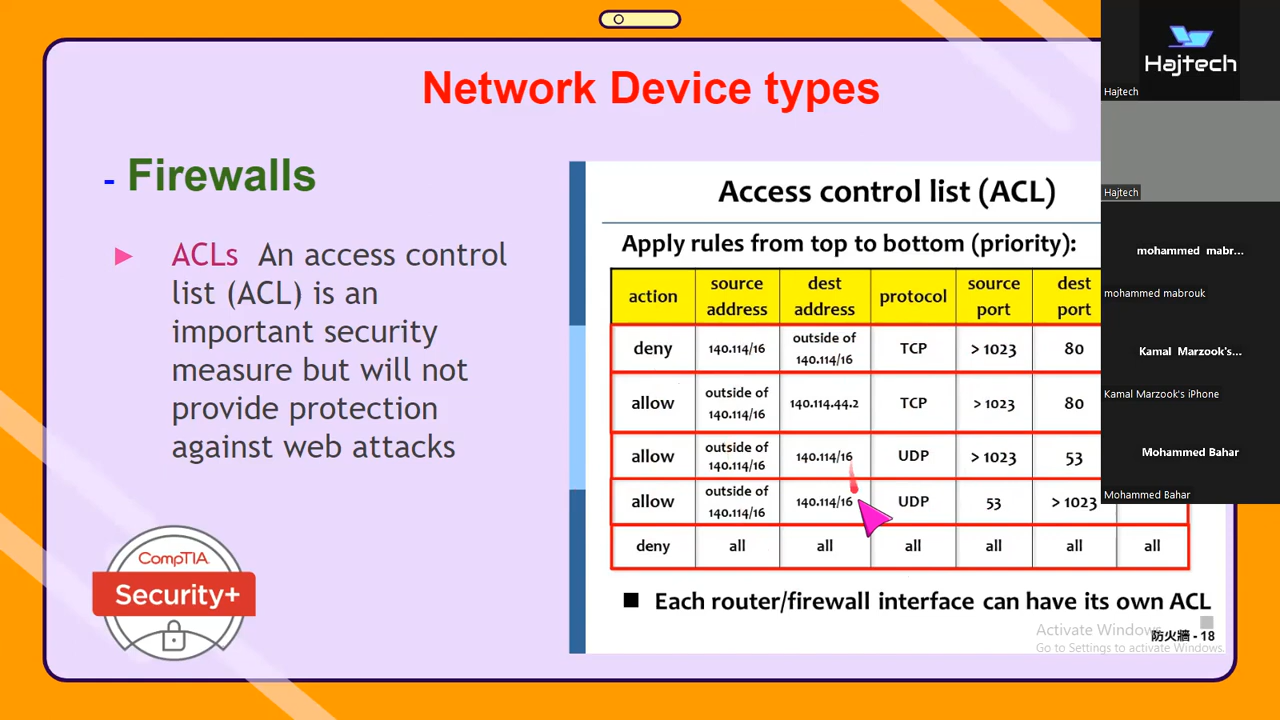 Network Device types
- Firewalls
► ACLs An access control
list (ACL) is an
important security
measure but will not
provide protection
against web attacks
CompTIA.
Security+
Access control list (ACL)
Apply rules from top to bottom (priority):
action source address dest address protocol source port dest port
deny 140.114/16 outside of 140.114/16 TCP > 1023 80
allow outside of 140.114/16 140.114.44.2 TCP > 1023 80
allow outside of 140.114/16 140.114/16 UDP > 1023 53
allow outside of 140.114/16 140.114/16 UDP 53 > 1023
deny all all all all all all
■ Each router/firewall interface can have its own ACL
防火牆 - 18
Activate Windows
Go to Settings to activate Windows.
Hajtech
Hajtech
Hajtech
mohammed mabr...
mohammed mabrouk
Kamal Marzook's...
Kamal Marzook's iPhone
Mohammed Bahar
Mohammed Bahar